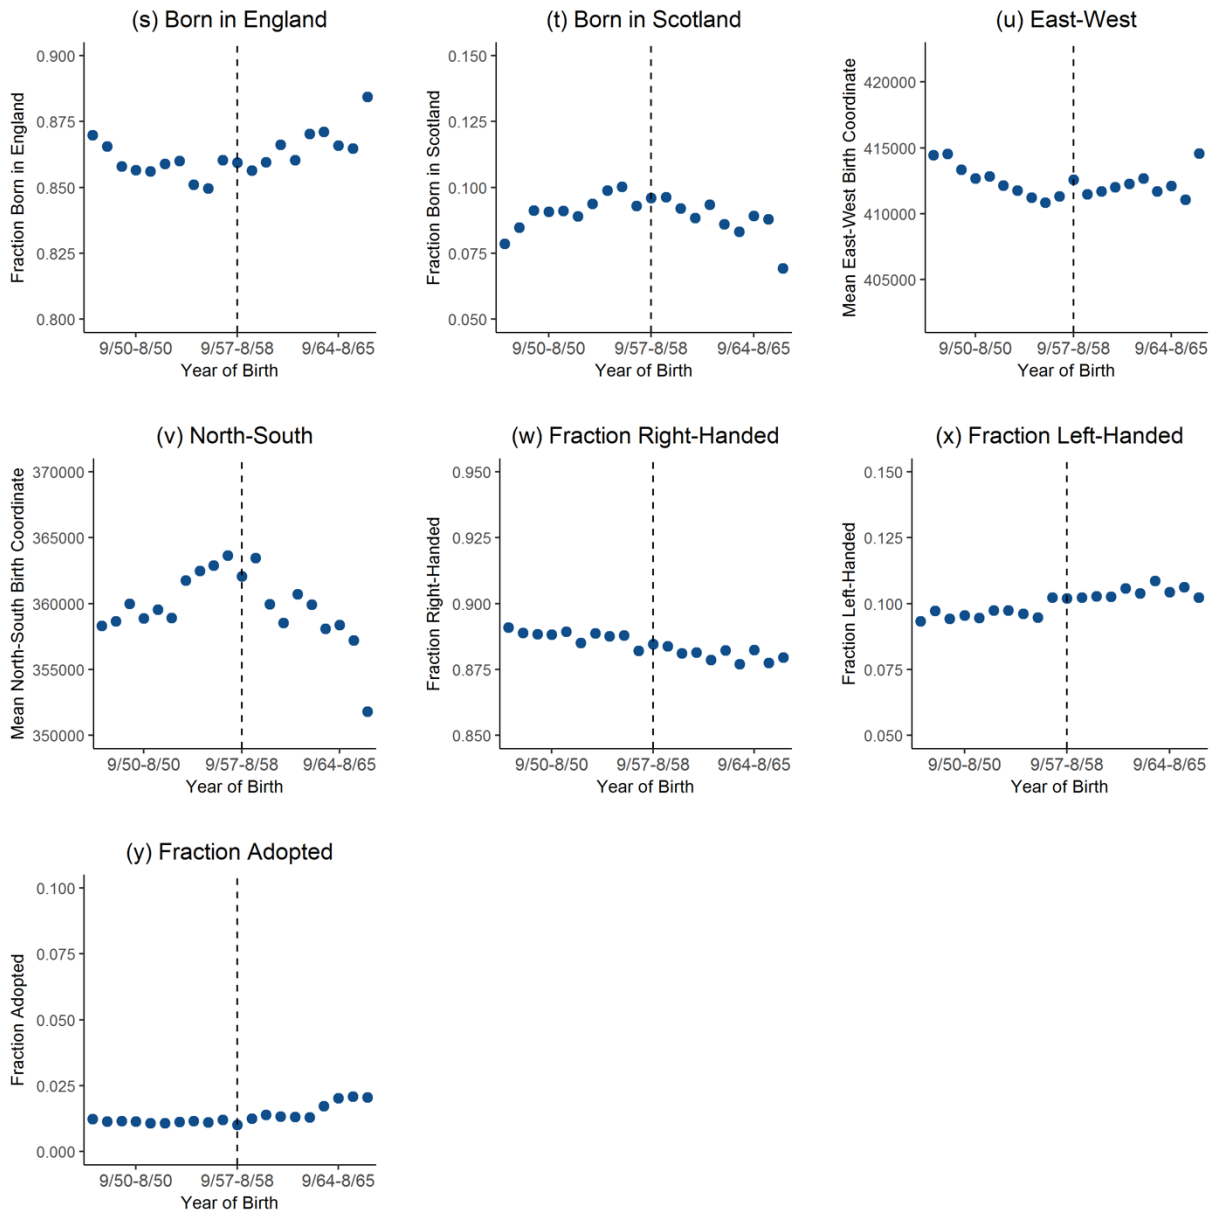 (s) Born in England
Fraction Born in England
0.900
0.875
0.850
0.825
0.800
9/50-8/50 9/57-8/58 9/64-8/65
Year of Birth
(t) Born in Scotland
Fraction Born in Scotland
0.150
0.125
0.100
0.075
0.050
9/50-8/50 9/57-8/58 9/64-8/65
Year of Birth
(u) East-West
Mean East-West Birth Coordinate
420000
415000
410000
405000
9/50-8/50 9/57-8/58 9/64-8/65
Year of Birth
(v) North-South
Mean North-South Birth Coordinate
370000
365000
360000
355000
350000
9/50-8/50 9/57-8/58 9/64-8/65
Year of Birth
(w) Fraction Right-Handed
Fraction Right-Handed
0.950
0.925
0.900
0.875
0.850
9/50-8/50 9/57-8/58 9/64-8/65
Year of Birth
(x) Fraction Left-Handed
Fraction Left-Handed
0.150
0.125
0.100
0.075
0.050
9/50-8/50 9/57-8/58 9/64-8/65
Year of Birth
(y) Fraction Adopted
Fraction Adopted
0.100
0.075
0.050
0.025
0.000
9/50-8/50 9/57-8/58 9/64-8/65
Year of Birth